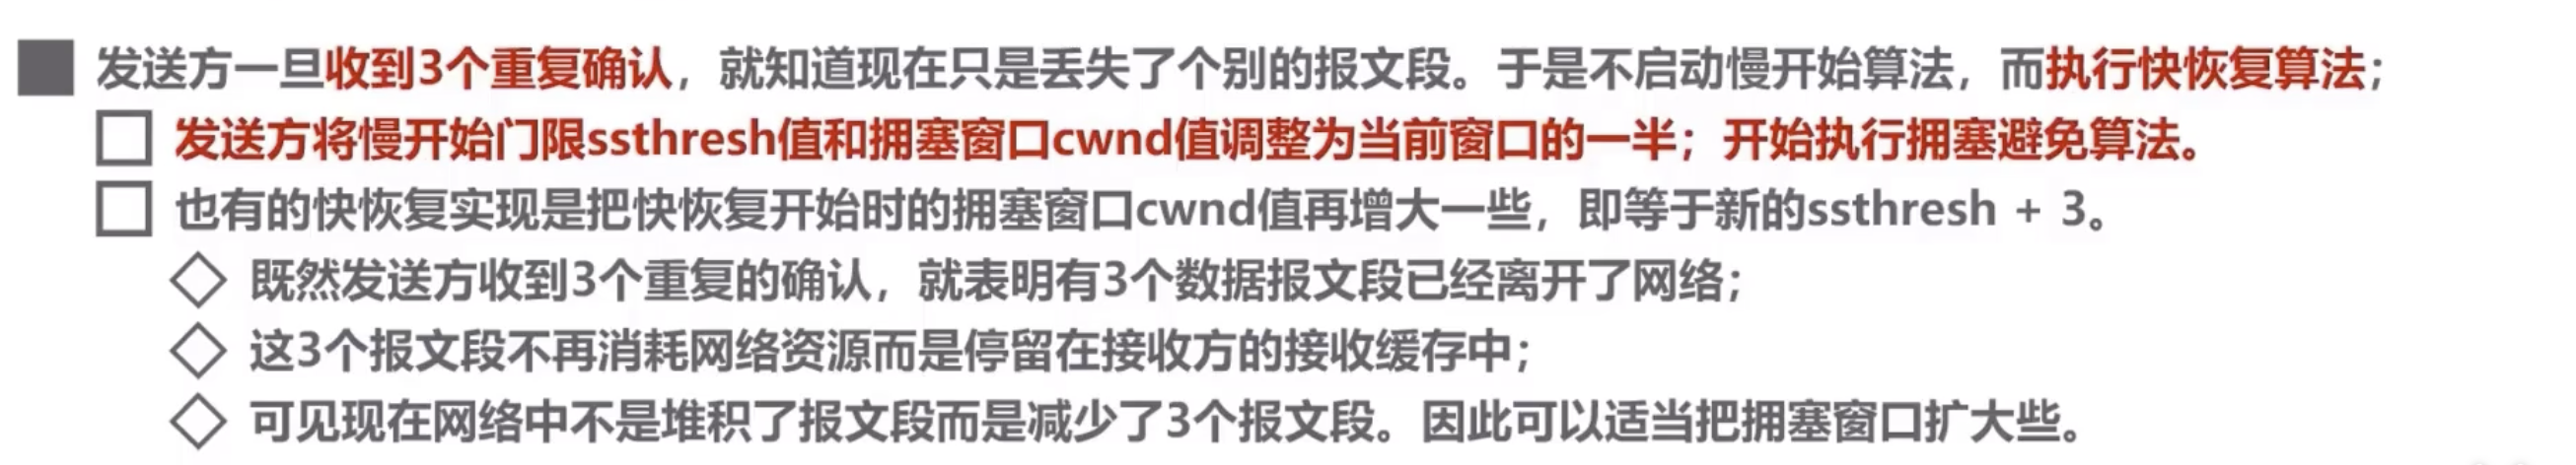 发送方一旦收到3个重复确认，就知道现在只是丢失了个别的报文段。于是不启动慢开始算法，而执行快恢复算法；
发送方将慢开始门限ssthresh值和拥塞窗口cwnd值调整为当前窗口的一半；开始执行拥塞避免算法。
也有的快恢复实现是把快恢复开始时的拥塞窗口cwnd值再增大一些，即等于新的ssthresh + 3。
既然发送方收到3个重复的确认，就表明有3个数据报文段已经离开了网络；
这3个报文段不再消耗网络资源而是停留在接收方的接收缓存中；
可见现在网络中不是堆积了报文段而是减少了3个报文段。因此可以适当把拥塞窗口扩大些。